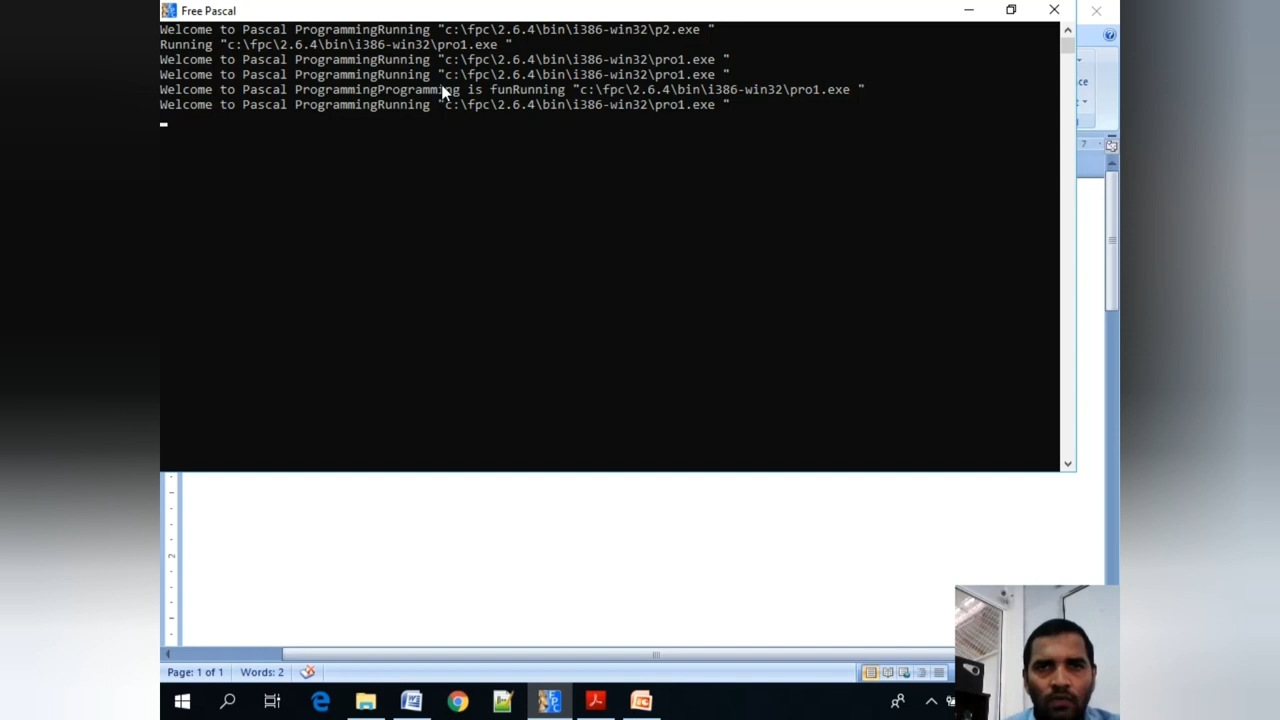 Free Pascal
Welcome to Pascal ProgrammingRunning "c:\fpc\2.6.4\bin\i386-win32\p2.exe "
Running "c:\fpc\2.6.4\bin\i386-win32\pro1.exe "
Welcome to Pascal ProgrammingRunning "c:\fpc\2.6.4\bin\i386-win32\pro1.exe "
Welcome to Pascal ProgrammingRunning "c:\fpc\2.6.4\bin\i386-win32\pro1.exe "
Welcome to Pascal ProgrammingProgramming is funRunning "c:\fpc\2.6.4\bin\i386-win32\pro1.exe "
Welcome to Pascal ProgrammingRunning "c:\fpc\2.6.4\bin\i386-win32\pro1.exe "
7
2
Page: 1 of 1 Words: 2